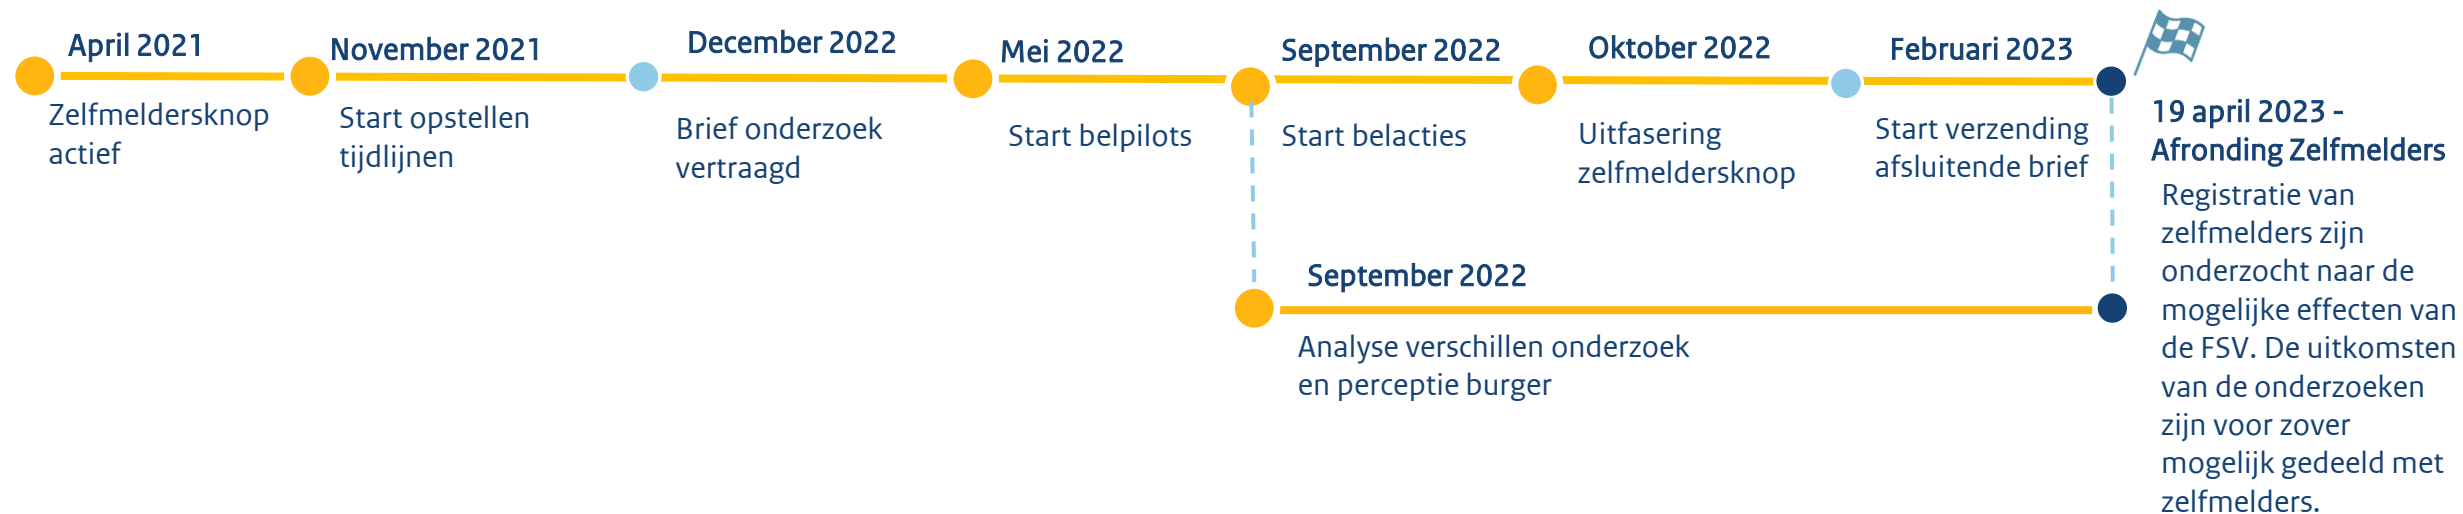 April 2021
Zelfmeldersknop
actief
November 2021
Start opstellen
tijdlijnen
December 2022
Brief onderzoek
vertraagd
Mei 2022
Start belpilots
September 2022
Start belacties
Oktober 2022
Uitfasering
zelfmeldersknop
Februari 2023
Start verzending
afsluitende brief
19 april 2023 -
Afronding Zelfmelders
Registratie van
zelfmelders zijn
onderzocht naar de
mogelijke effecten van
de FSV. De uitkomsten
van de onderzoeken
zijn voor zover
mogelijk gedeeld met
zelfmelders.
September 2022
Analyse verschillen onderzoek
en perceptie burger